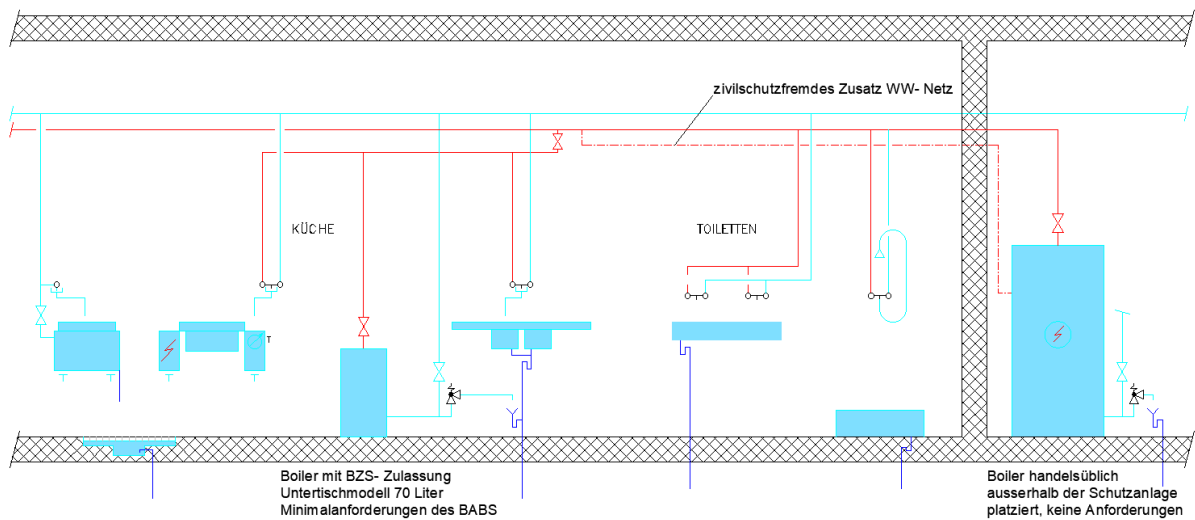 zivilschutzfremdes Zusatz WW- Netz
KÜCHE
TOILETTEN
T
Boiler mit BZS- Zulassung
Untertischmodell 70 Liter
Minimalanforderungen des BABS
Boiler handelsüblich
ausserhalb der Schutzanlage
platziert, keine Anforderungen